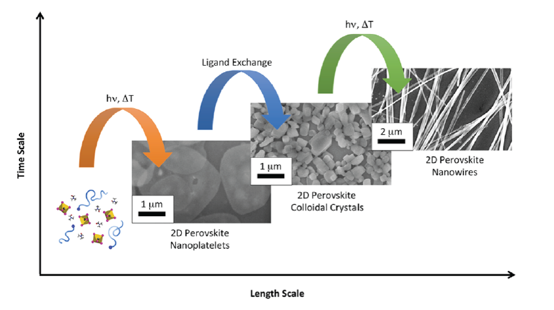 hν, ΔT
Ligand Exchange
hν, ΔT
2 μm
1 μm
1 μm
2D Perovskite
Nanowires
2D Perovskite
Colloidal Crystals
2D Perovskite
Nanoplatelets
Time Scale
Length Scale